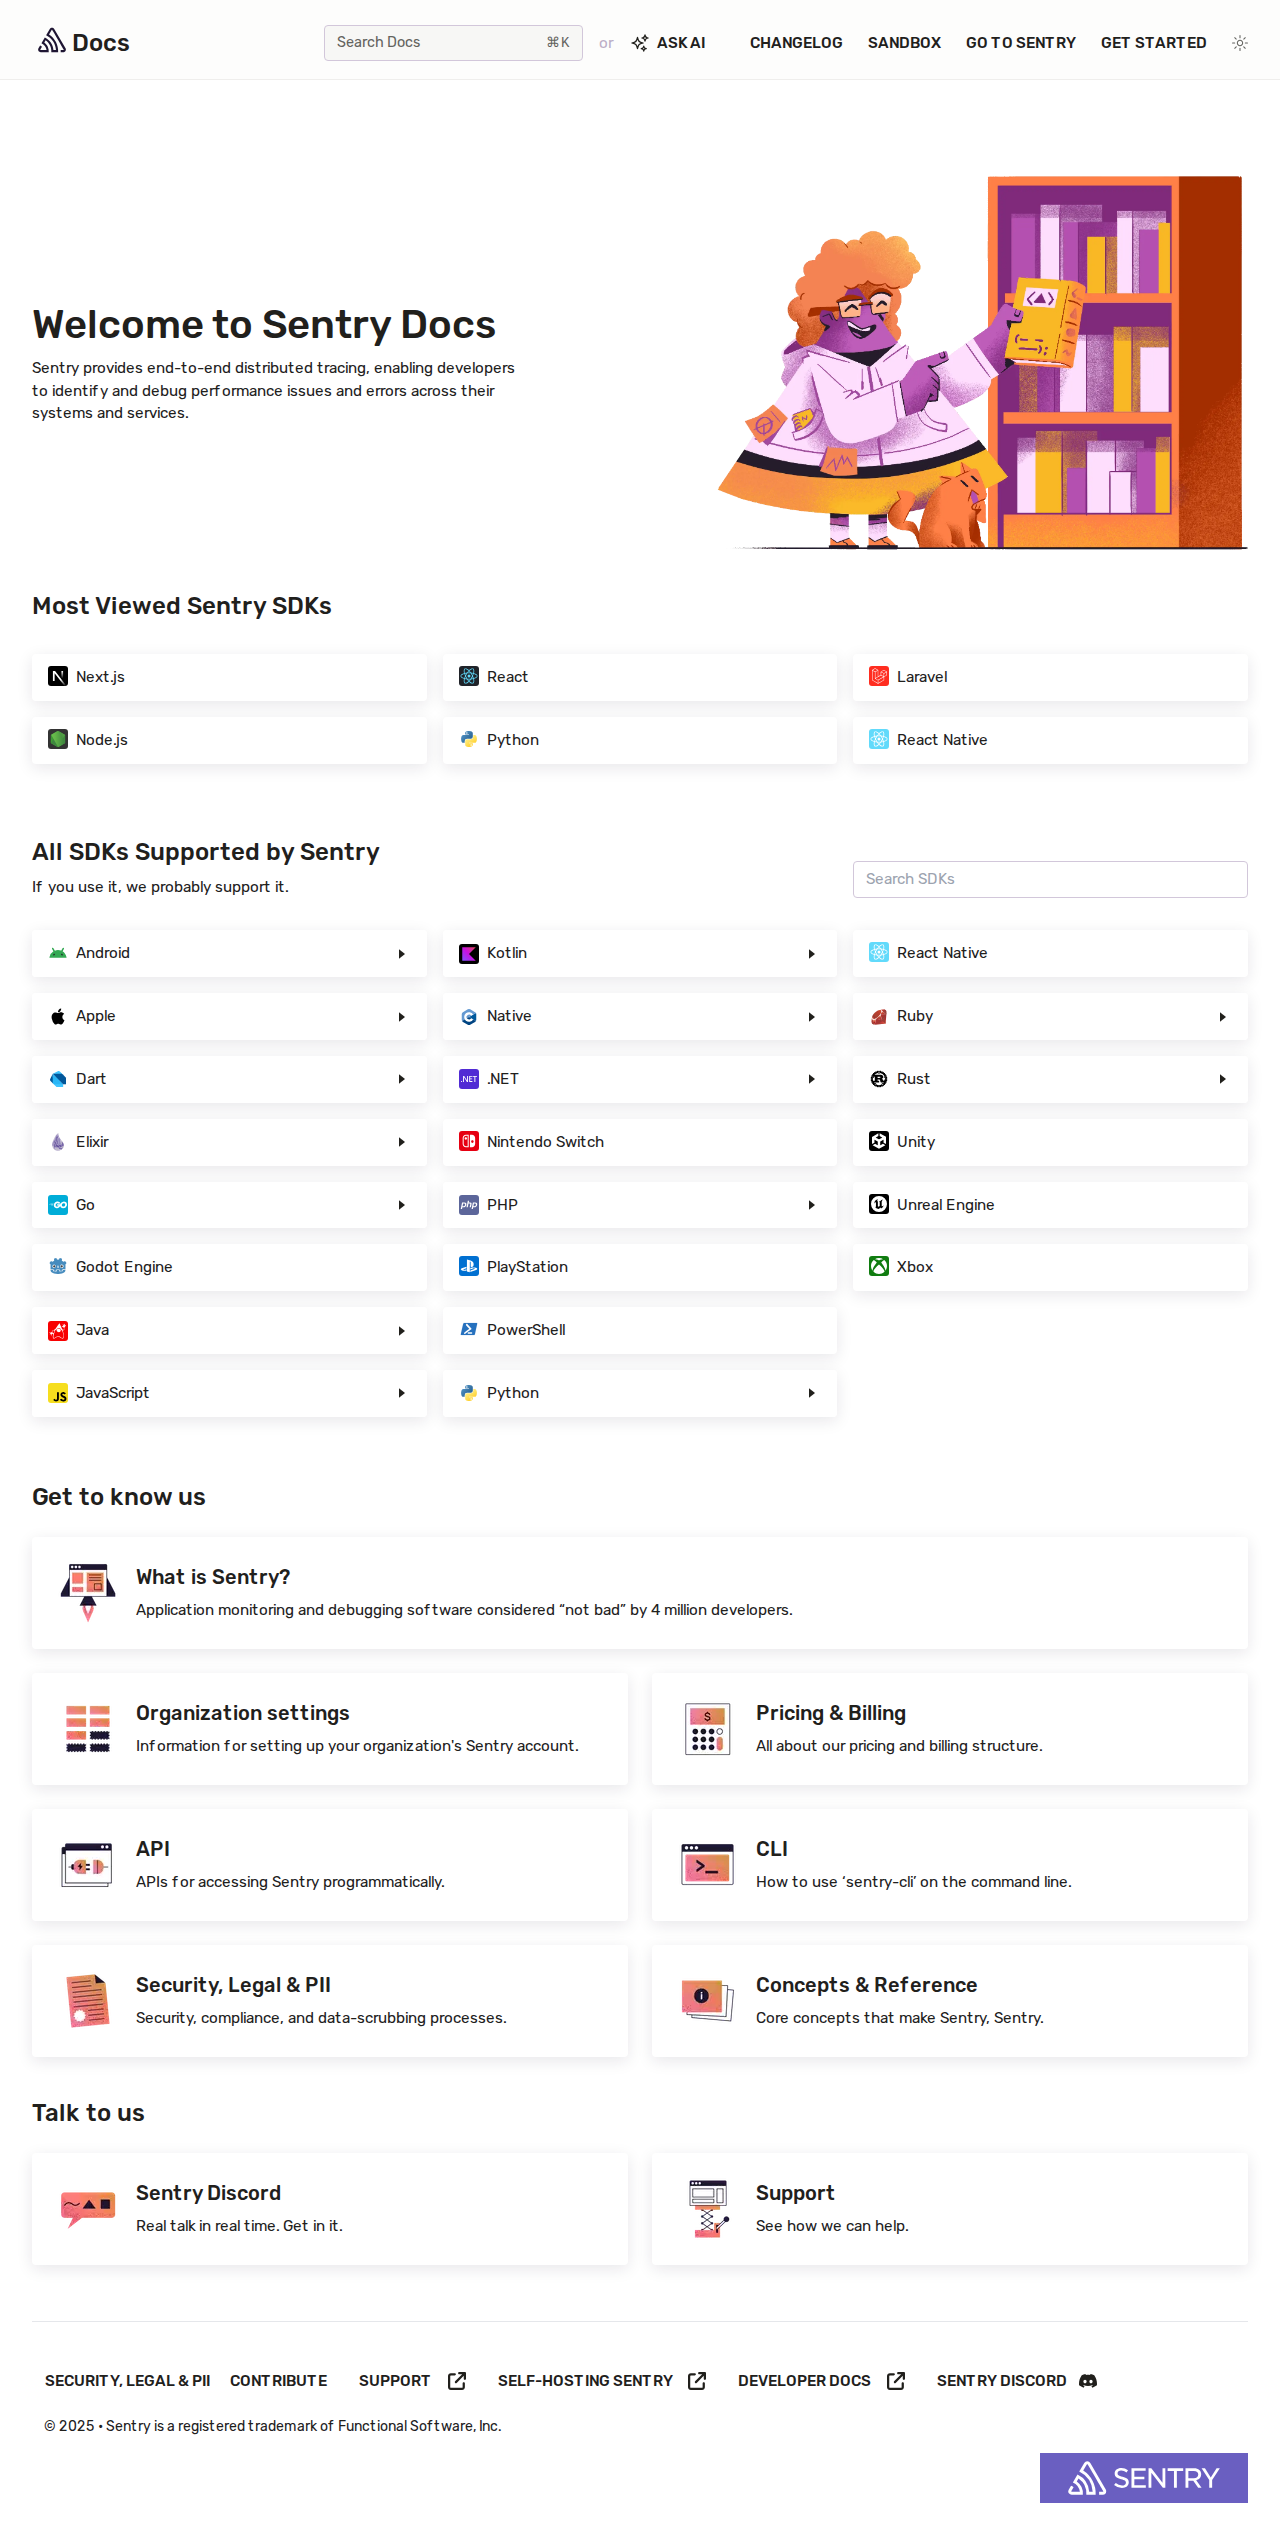 Docs
Search Docs ⌘K or ASK AI CHANGELOG SANDBOX GO TO SENTRY GET STARTED
Welcome to Sentry Docs
Sentry provides end-to-end distributed tracing, enabling developers
to identify and debug performance issues and errors across their
systems and services.
Most Viewed Sentry SDKs
Next.js
React
Laravel
Node.js
Python
React Native
All SDKs Supported by Sentry
If you use it, we probably support it.
Search SDKs
Android
Kotlin
React Native
Apple
Native
Ruby
Dart
.NET .NET
Rust
Elixir
Nintendo Switch
Unity
GO Go
php PHP
Unreal Engine
Godot Engine
PlayStation
Xbox
Java
PowerShell
JS JavaScript
Python
Get to know us
What is Sentry?
Application monitoring and debugging software considered “not bad” by 4 million developers.
Organization settings
Information for setting up your organization's Sentry account.
$
Pricing & Billing
All about our pricing and billing structure.
API
APIs for accessing Sentry programmatically.
>_
CLI
How to use ‘sentry-cli’ on the command line.
Security, Legal & PII
Security, compliance, and data-scrubbing processes.
i
Concepts & Reference
Core concepts that make Sentry, Sentry.
Talk to us
Sentry Discord
Real talk in real time. Get in it.
Support
See how we can help.
SECURITY, LEGAL & PII CONTRIBUTE SUPPORT SELF-HOSTING SENTRY DEVELOPER DOCS SENTRY DISCORD
© 2025 • Sentry is a registered trademark of Functional Software, Inc.
SENTRY